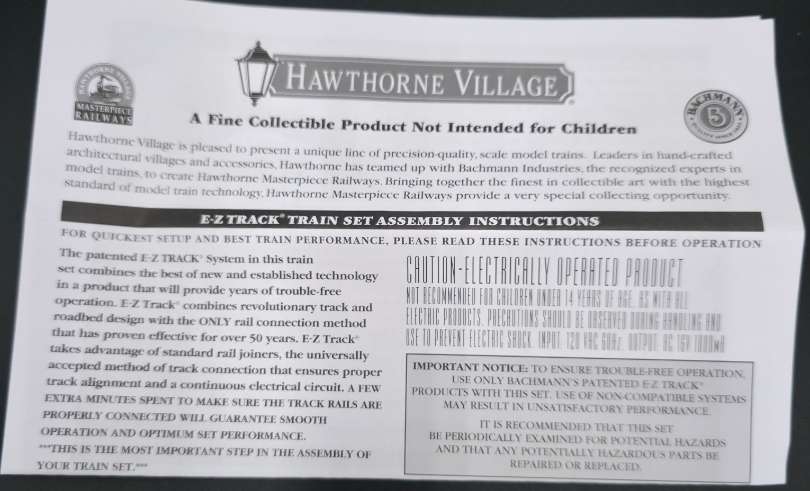 HAWTHORNE VILLAGE
HAWTHORNE VILLAGE
MASTERPIECE
RAILWAYS
BACHMANN
B
QUALITY SINCE 1833
A Fine Collectible Product Not Intended for Children
Hawthorne Village is pleased to present a unique line of precision-quality, scale model trains. Leaders in hand-crafted
architectural villages and accessories, Hawthorne has teamed up with Bachmann Industries, the recognized experts in
model trains, to create Hawthorne Masterpiece Railways. Bringing together the finest in collectible art with the highest
standard of model train technology, Hawthorne Masterpiece Railways provide a very special collecting opportunity.
E-Z TRACK® TRAIN SET ASSEMBLY INSTRUCTIONS
FOR QUICKEST SETUP AND BEST TRAIN PERFORMANCE, PLEASE READ THESE INSTRUCTIONS BEFORE OPERATION
The patented E-Z TRACK® System in this train
set combines the best of new and established technology
in a product that will provide years of trouble-free
operation. E-Z Track® combines revolutionary track and
roadbed design with the ONLY rail connection method
that has proven effective for over 50 years. E-Z Track®
takes advantage of standard rail joiners, the universally
accepted method of track connection that ensures proper
track alignment and a continuous electrical circuit. A FEW
EXTRA MINUTES SPENT TO MAKE SURE THE TRACK RAILS ARE
PROPERLY CONNECTED WILL GUARANTEE SMOOTH
OPERATION AND OPTIMUM SET PERFORMANCE.
***THIS IS THE MOST IMPORTANT STEP IN THE ASSEMBLY OF
YOUR TRAIN SET.***
CAUTION-ELECTRICALLY OPERATED PRODUCT
NOT RECOMMENDED FOR CHILDREN UNDER 14 YEARS OF AGE. AS WITH ALL
ELECTRIC PRODUCTS, PRECAUTIONS SHOULD BE OBSERVED DURING HANDLING AND
USE TO PREVENT ELECTRIC SHOCK. INPUT: 120 VAC 60Hz. OUTPUT: DC 16V 1000mA
IMPORTANT NOTICE: TO ENSURE TROUBLE-FREE OPERATION,
USE ONLY BACHMANN'S PATENTED E-Z TRACK®
PRODUCTS WITH THIS SET. USE OF NON-COMPATIBLE SYSTEMS
MAY RESULT IN UNSATISFACTORY PERFORMANCE.
IT IS RECOMMENDED THAT THIS SET
BE PERIODICALLY EXAMINED FOR POTENTIAL HAZARDS
AND THAT ANY POTENTIALLY HAZARDOUS PARTS BE
REPAIRED OR REPLACED.